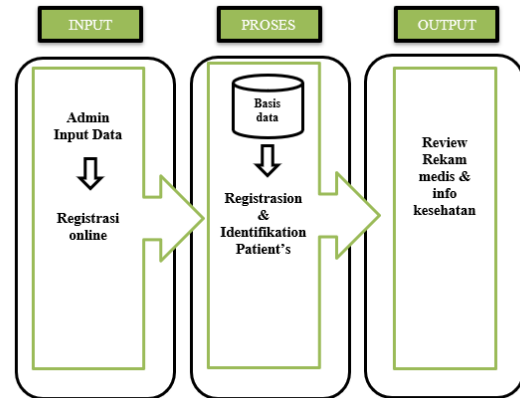 INPUT
PROSES
OUTPUT
Admin
Input Data
Registrasi
online
Basis
data
Registrasion
&
Identifikation
Patient's
Review
Rekam
medis &
info
kesehatan